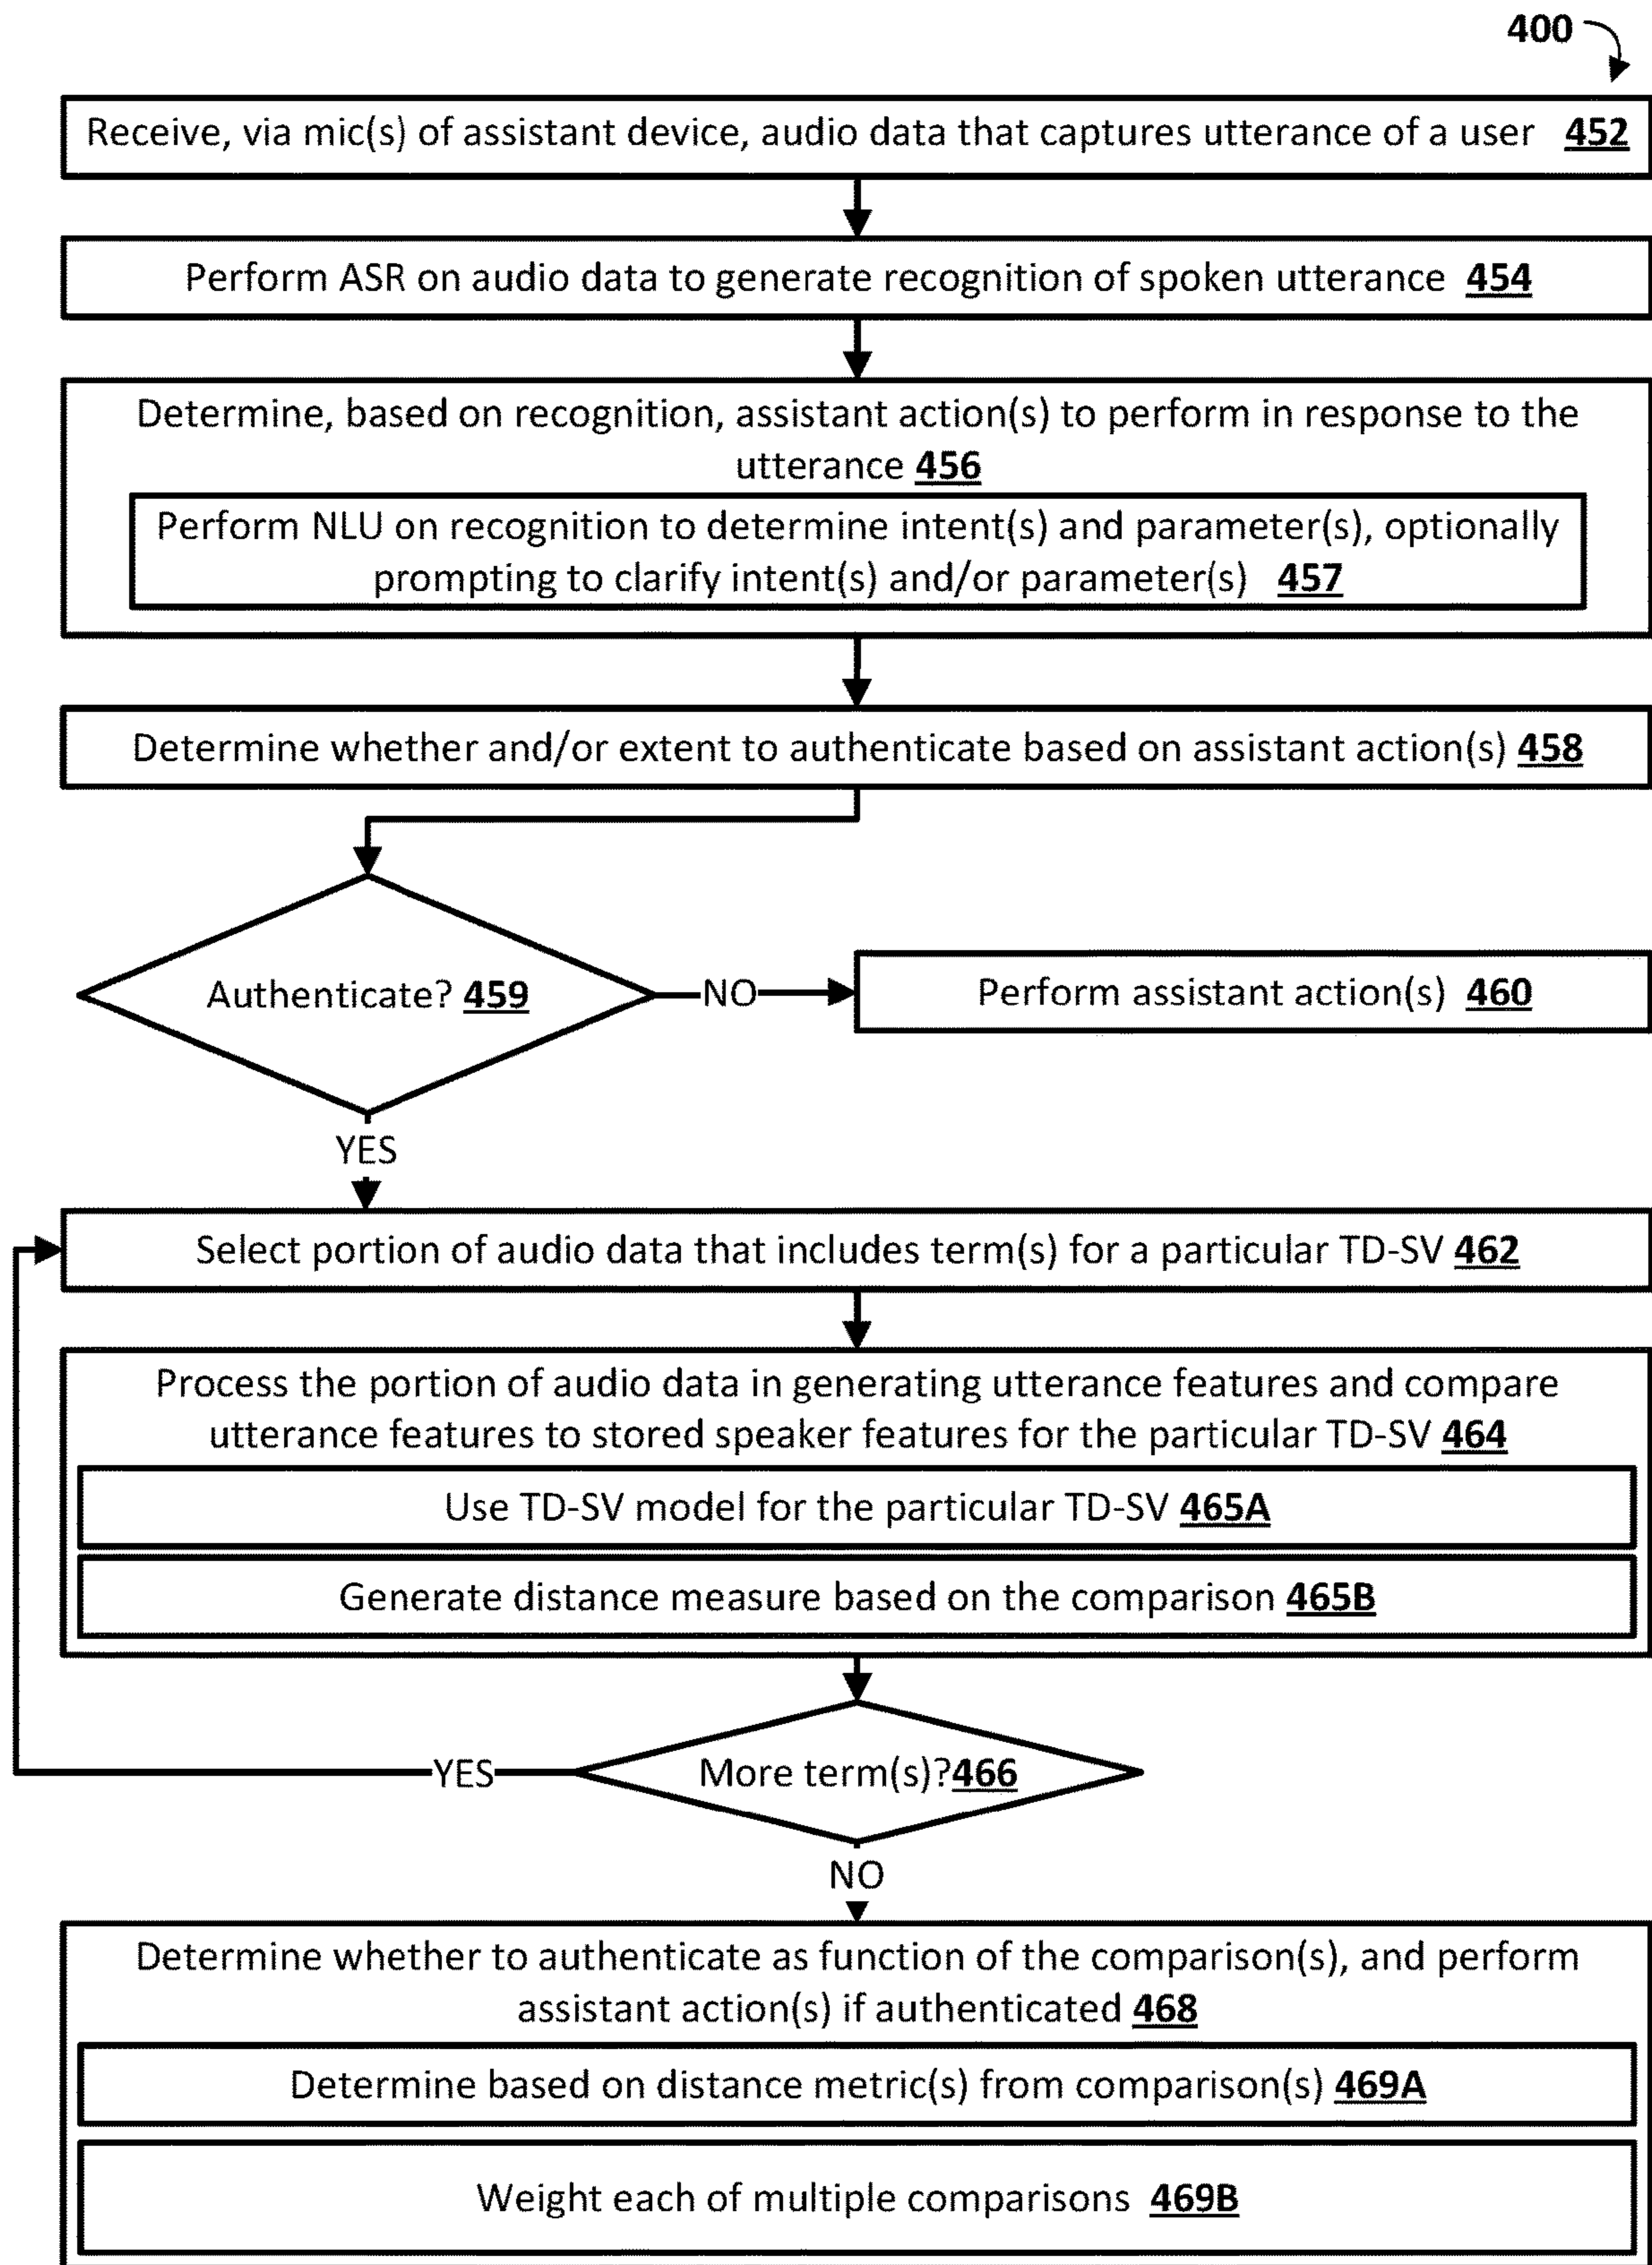 400
Receive, via mic(s) of assistant device, audio data that captures utterance of a user 452
Perform ASR on audio data to generate recognition of spoken utterance 454
Determine, based on recognition, assistant action(s) to perform in response to the
utterance 456
Perform NLU on recognition to determine intent(s) and parameter(s), optionally
prompting to clarify intent(s) and/or parameter(s) 457
Determine whether and/or extent to authenticate based on assistant action(s) 458
Authenticate? 459
NO
Perform assistant action(s) 460
YES
Select portion of audio data that includes term(s) for a particular TD-SV 462
Process the portion of audio data in generating utterance features and compare
utterance features to stored speaker features for the particular TD-SV 464
Use TD-SV model for the particular TD-SV 465A
Generate distance measure based on the comparison 465B
More term(s)?466
YES
NO
Determine whether to authenticate as function of the comparison(s), and perform
assistant action(s) if authenticated 468
Determine based on distance metric(s) from comparison(s) 469A
Weight each of multiple comparisons 469B